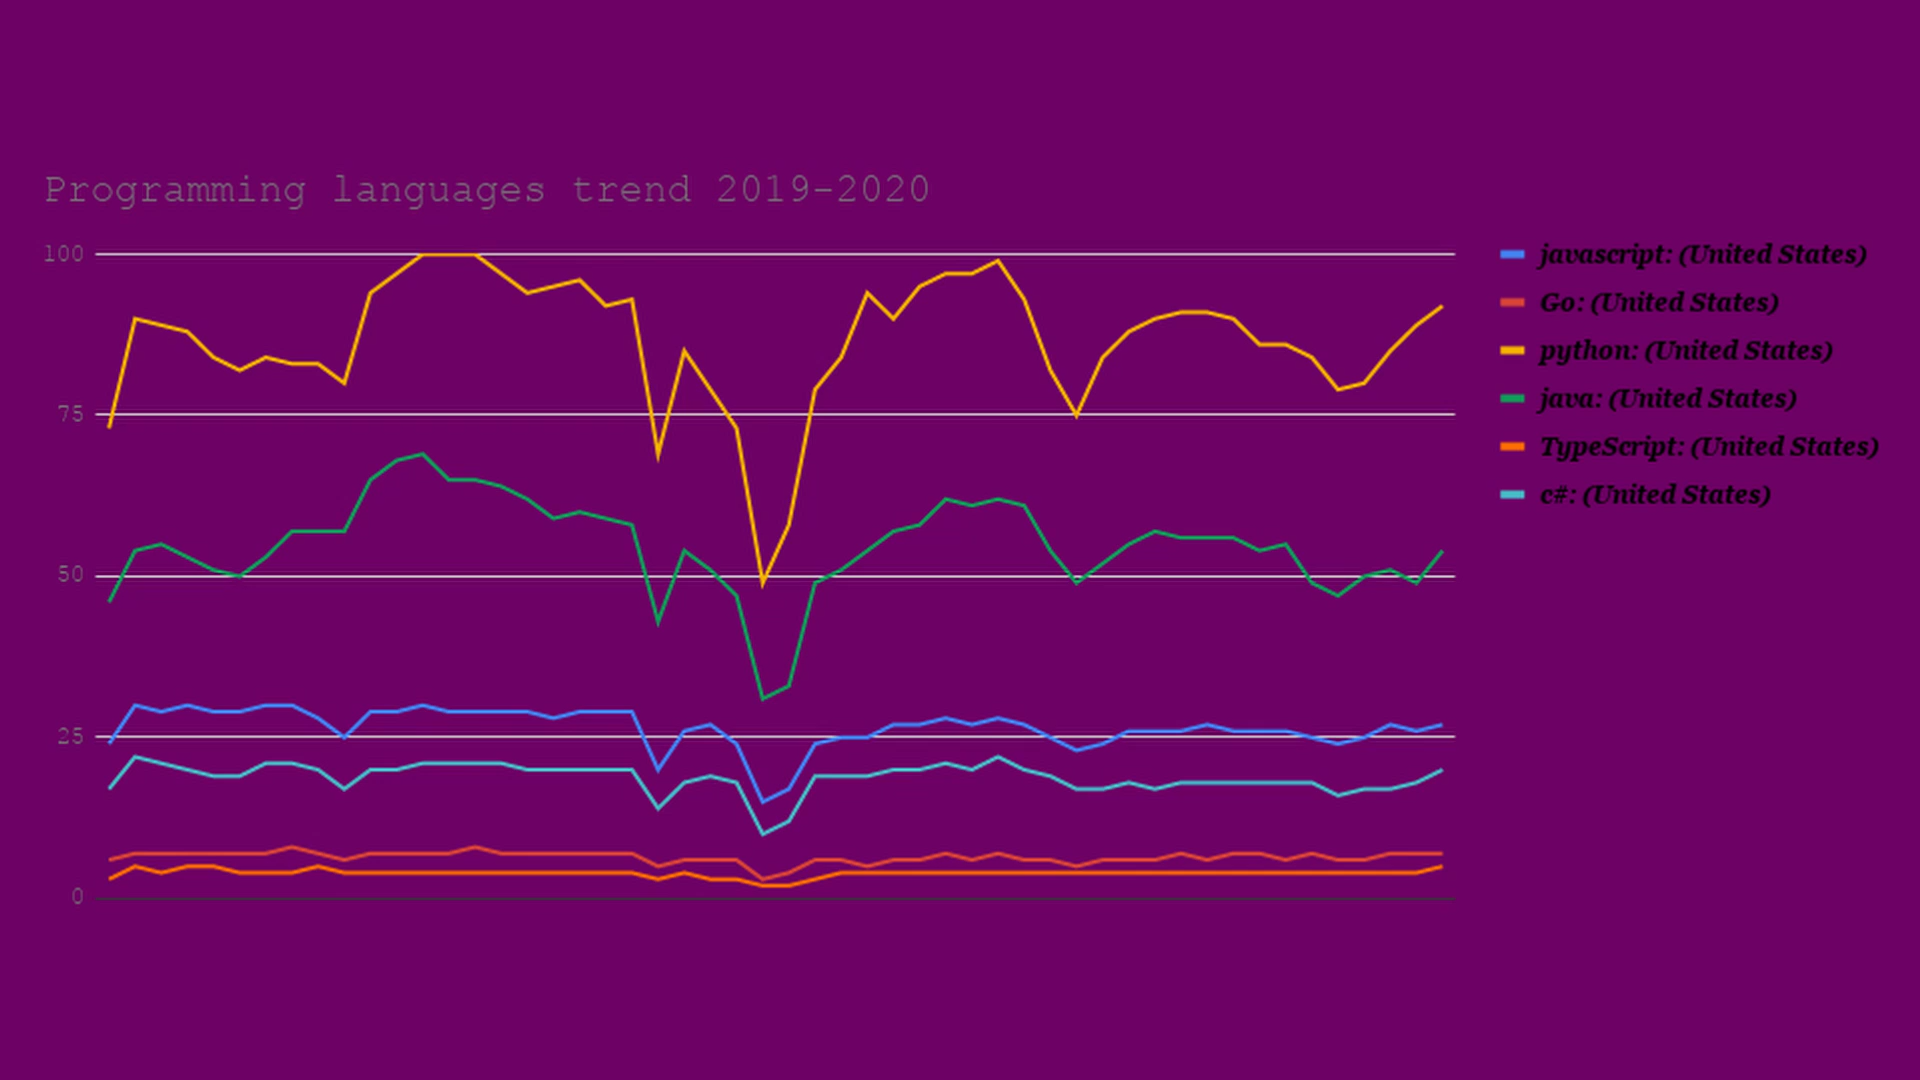 Programming languages trend 2019-2020
100
75
50
25
0
javascript: (United States)
Go: (United States)
python: (United States)
java: (United States)
TypeScript: (United States)
c#: (United States)